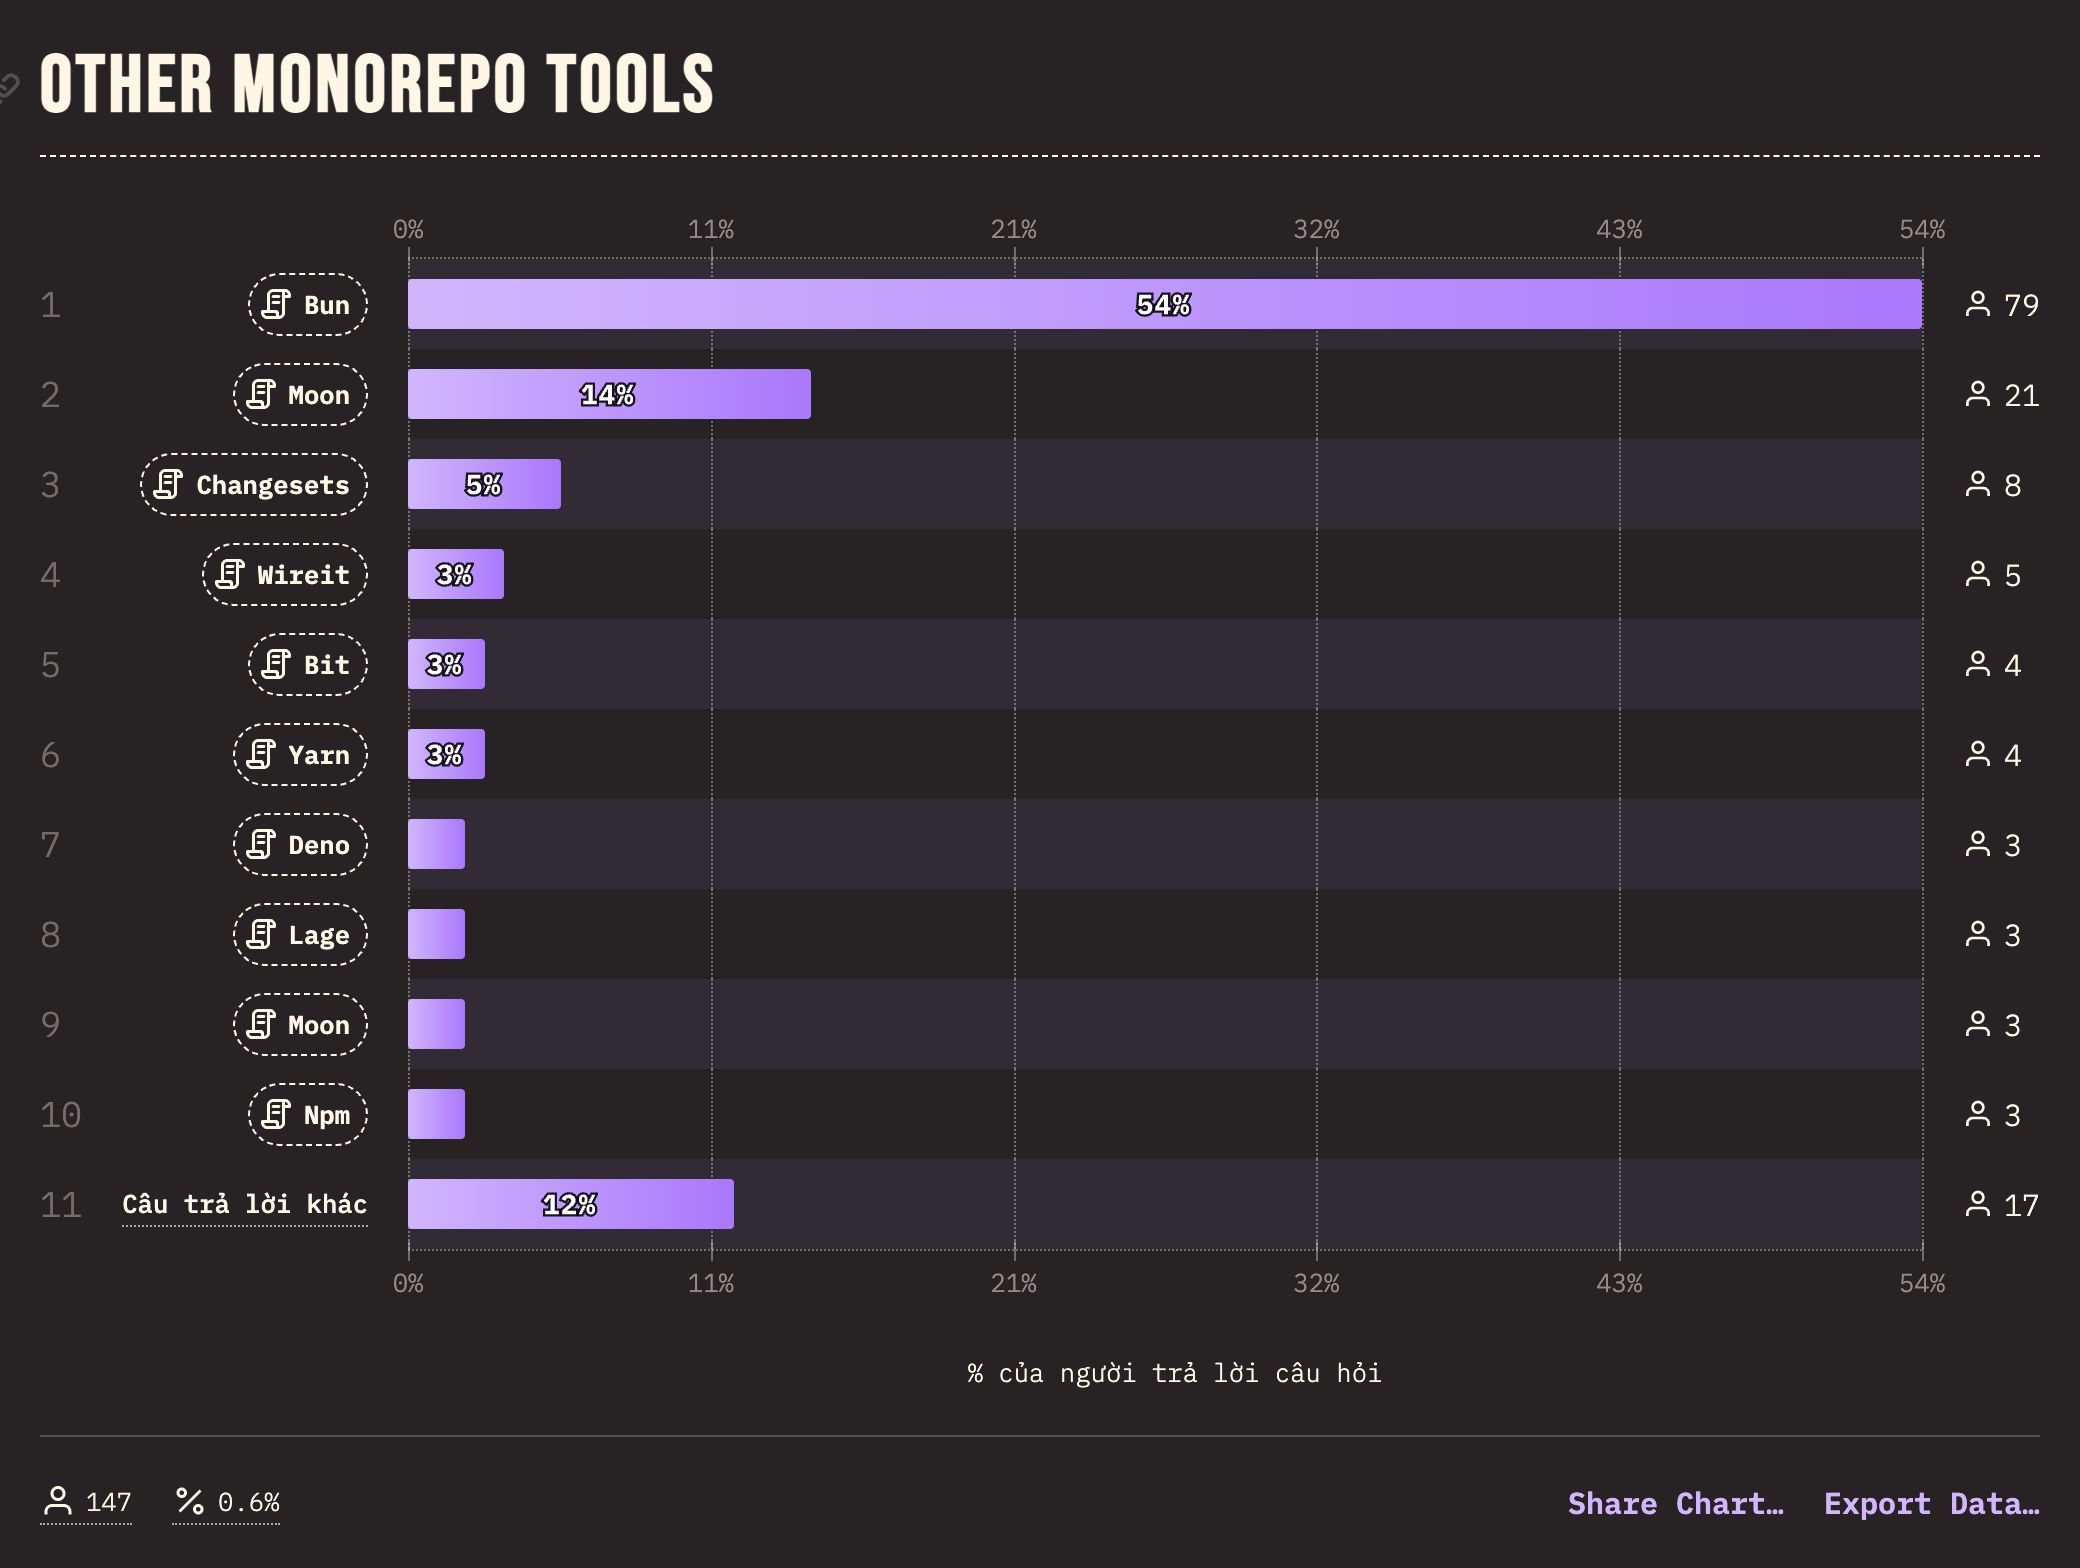 OTHER MONOREPO TOOLS
0% 11% 21% 32% 43% 54%
1 Bun 54% 79
2 Moon 14% 21
3 Changesets 5% 8
4 Wireit 3% 5
5 Bit 3% 4
6 Yarn 3% 4
7 Deno 3
8 Lage 3
9 Moon 3
10 Npm 3
11 Câu trả lời khác 12% 17
0% 11% 21% 32% 43% 54%
% của người trả lời câu hỏi
147 0.6% Share Chart… Export Data…